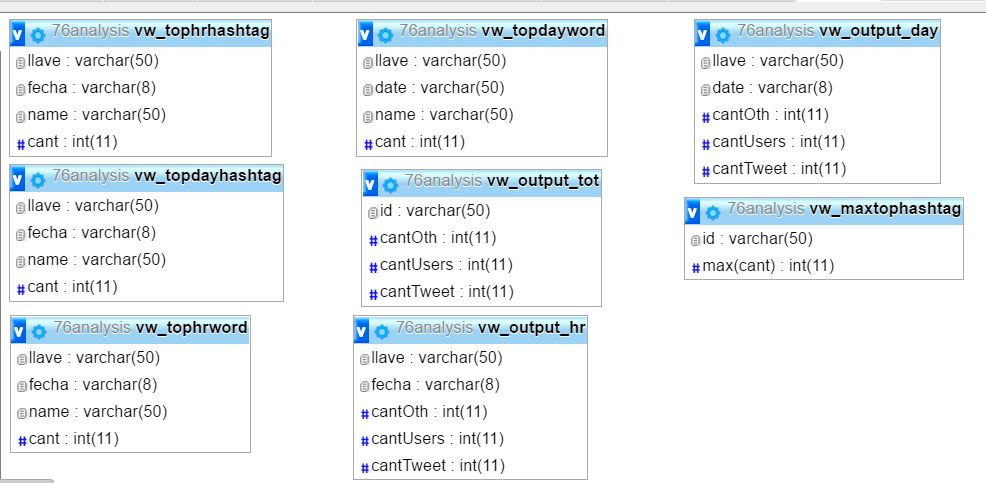 v 76analysis vw_tophrhashtag
llave : varchar(50)
fecha : varchar(8)
name : varchar(50)
# cant : int(11)
v 76analysis vw_topdayhashtag
llave : varchar(50)
fecha : varchar(8)
name : varchar(50)
# cant : int(11)
v 76analysis vw_tophrword
llave : varchar(50)
fecha : varchar(8)
name : varchar(50)
# cant : int(11)
v 76analysis vw_topdayword
llave : varchar(50)
date : varchar(50)
name : varchar(50)
# cant : int(11)
v 76analysis vw_output_tot
id : varchar(50)
# cantOth : int(11)
# cantUsers : int(11)
# cantTweet : int(11)
v 76analysis vw_output_hr
llave : varchar(50)
fecha : varchar(8)
# cantOth : int(11)
# cantUsers : int(11)
# cantTweet : int(11)
v 76analysis vw_output_day
llave : varchar(50)
date : varchar(8)
# cantOth : int(11)
# cantUsers : int(11)
# cantTweet : int(11)
v 76analysis vw_maxtophashtag
id : varchar(50)
# max(cant) : int(11)